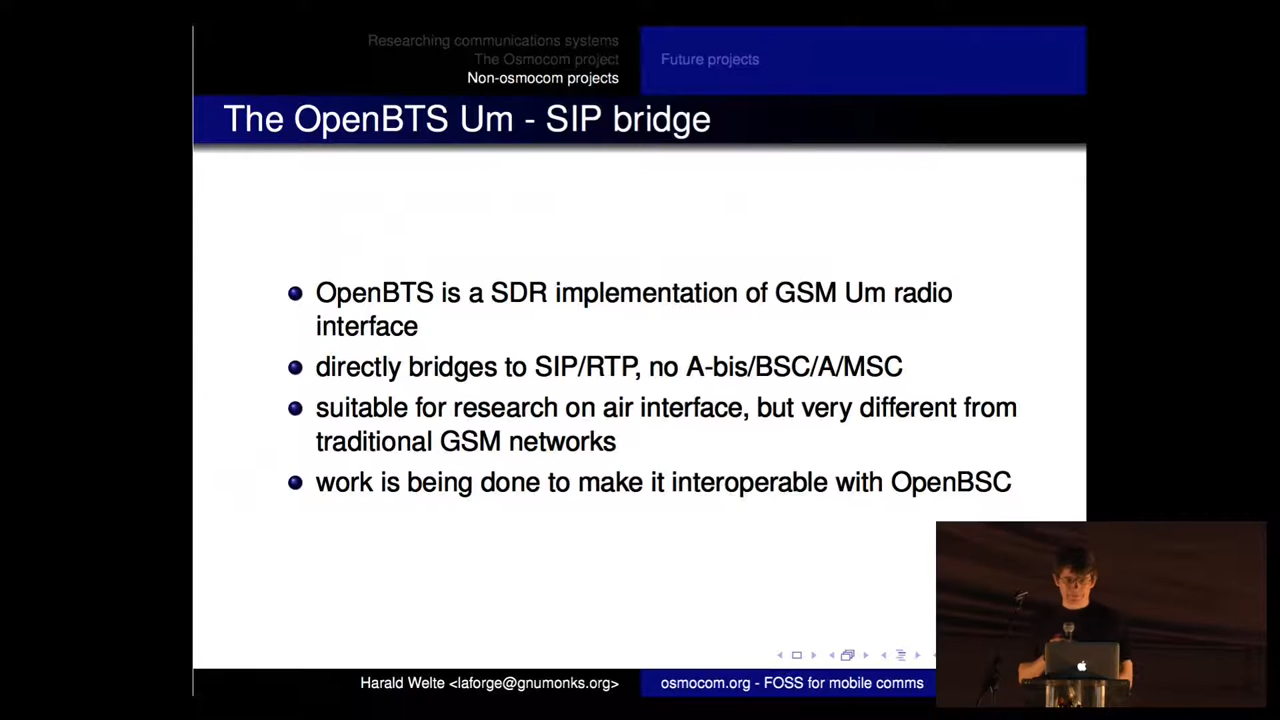 Researching communications systems
The Osmocom project
Non-osmocom projects
Future projects
The OpenBTS Um - SIP bridge
OpenBTS is a SDR implementation of GSM Um radio
interface
directly bridges to SIP/RTP, no A-bis/BSC/A/MSC
suitable for research on air interface, but very different from
traditional GSM networks
work is being done to make it interoperable with OpenBSC
Harald Welte <laforge@gnumonks.org>
osmocom.org - FOSS for mobile comms